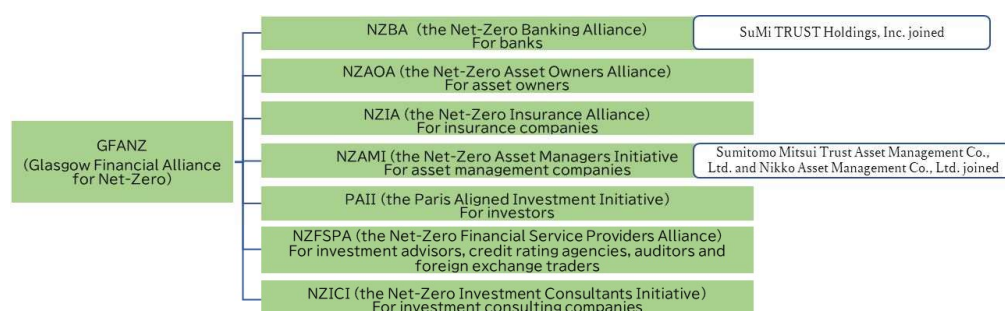 NZBA (the Net-Zero Banking Alliance)
For banks
SuMi TRUST Holdings, Inc. joined
NZAOA (the Net-Zero Asset Owners Alliance)
For asset owners
NZIA (the Net-Zero Insurance Alliance)
For insurance companies
GFANZ
(Glasgow Financial Alliance
for Net-Zero)
NZAMI (the Net-Zero Asset Managers Initiative
For asset management companies
Sumitomo Mitsui Trust Asset Management Co.,
Ltd. and Nikko Asset Management Co., Ltd. joined
PAII (the Paris Aligned Investment Initiative)
For investors
NZFSPA (the Net-Zero Financial Service Providers Alliance)
For investment advisors, credit rating agencies, auditors and
foreign exchange traders
NZICI (the Net-Zero Investment Consultants Initiative)
For investment consulting companies